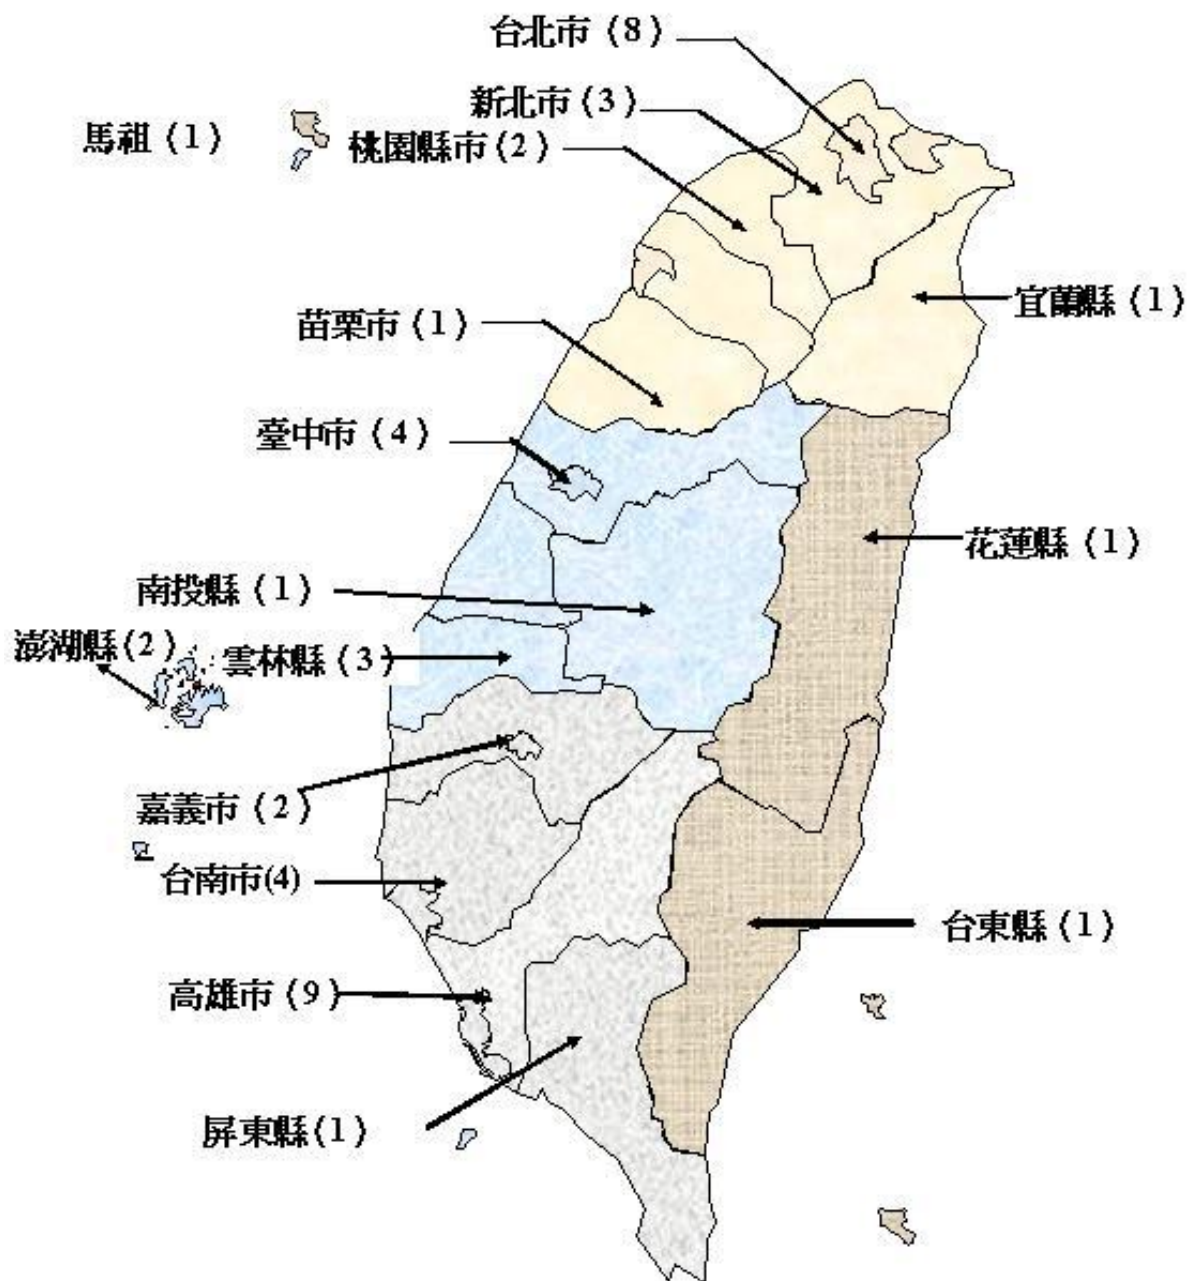 台北市（8）
新北市（3）
馬祖（1）
桃園縣市（2）
宜蘭縣（1）
苗栗市（1）
臺中市（4）
花蓮縣（1）
南投縣（1）
澎湖縣（2）
雲林縣（3）
嘉義市（2）
台南市(4)
台東縣（1）
高雄市（9）
屏東縣（1）